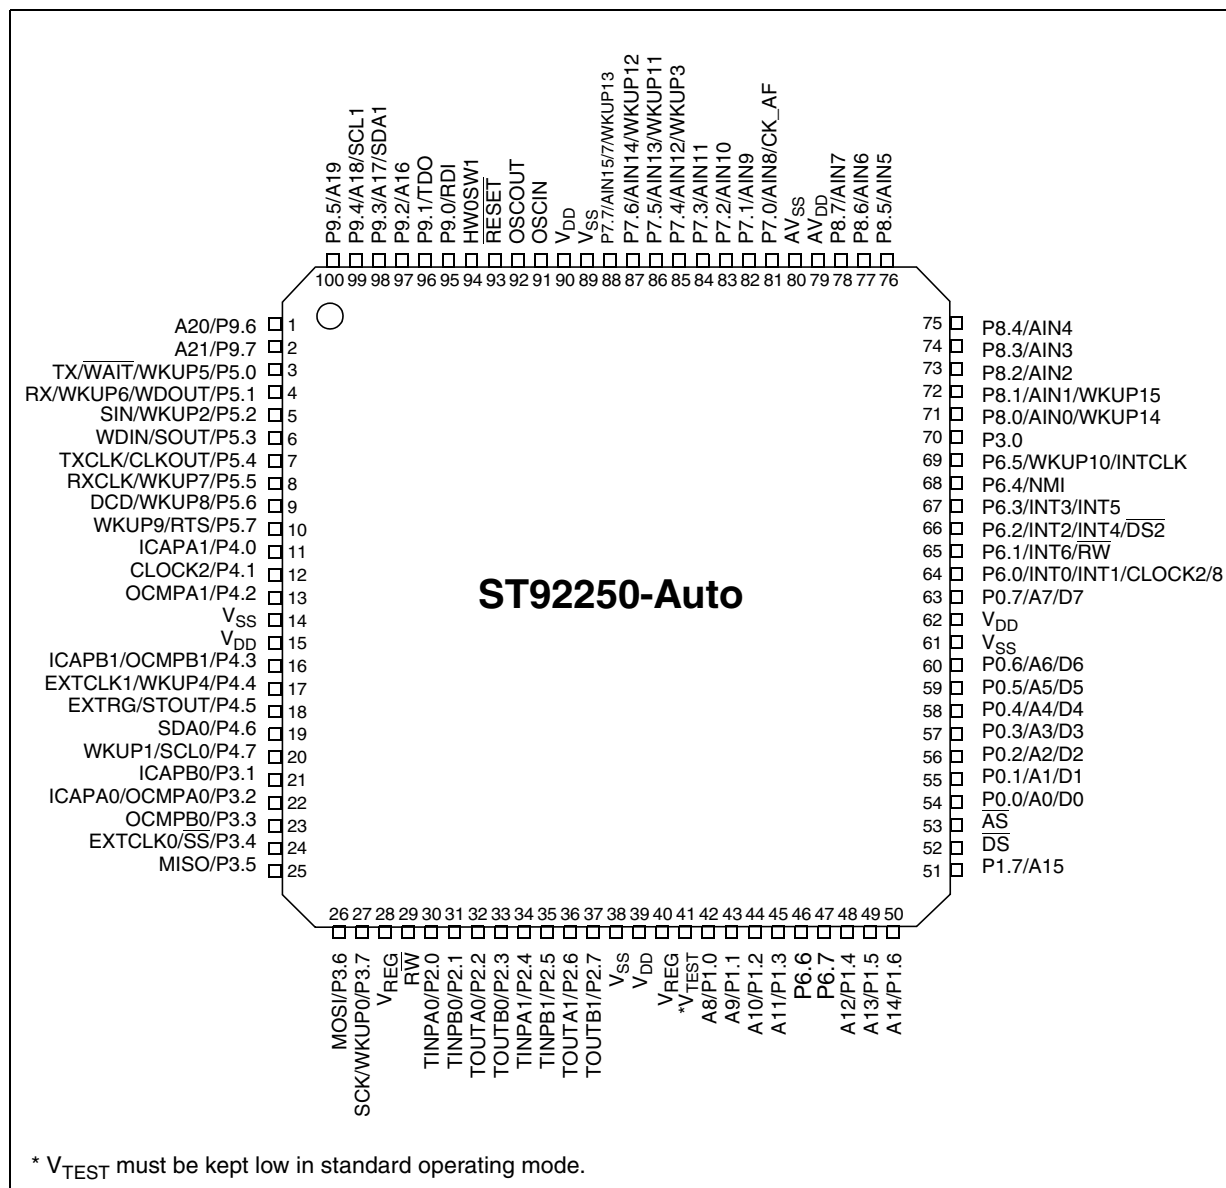 P9.5/A19
P9.4/A18/SCL1
P9.3/A17/SDA1
P9.2/A16
P9.1/TDO
P9.0/RDI
HW0SW1
RESET
OSCOUT
OSCIN
VDD
VSS
P7.7/AIN15/7/WKUP13
P7.6/AIN14/WKUP12
P7.5/AIN13/WKUP11
P7.4/AIN12/WKUP3
P7.3/AIN11
P7.2/AIN10
P7.1/AIN9
P7.0/AIN8/CK_AF
AVSS
AVDD
P8.7/AIN7
P8.6/AIN6
P8.5/AIN5
100 99 98 97 96 95 94 93 92 91 90 89 88 87 86 85 84 83 82 81 80 79 78 77 76
A20/P9.6 1
A21/P9.7 2
TX/WAIT/WKUP5/P5.0 3
RX/WKUP6/WDOUT/P5.1 4
SIN/WKUP2/P5.2 5
WDIN/SOUT/P5.3 6
TXCLK/CLKOUT/P5.4 7
RXCLK/WKUP7/P5.5 8
DCD/WKUP8/P5.6 9
WKUP9/RTS/P5.7 10
ICAPA1/P4.0 11
CLOCK2/P4.1 12
OCMPA1/P4.2 13
VSS 14
VDD 15
ICAPB1/OCMPB1/P4.3 16
EXTCLK1/WKUP4/P4.4 17
EXTRG/STOUT/P4.5 18
SDA0/P4.6 19
WKUP1/SCL0/P4.7 20
ICAPB0/P3.1 21
ICAPA0/OCMPA0/P3.2 22
OCMPB0/P3.3 23
EXTCLK0/SS/P3.4 24
MISO/P3.5 25
ST92250-Auto
75 P8.4/AIN4
74 P8.3/AIN3
73 P8.2/AIN2
72 P8.1/AIN1/WKUP15
71 P8.0/AIN0/WKUP14
70 P3.0
69 P6.5/WKUP10/INTCLK
68 P6.4/NMI
67 P6.3/INT3/INT5
66 P6.2/INT2/INT4/DS2
65 P6.1/INT6/RW
64 P6.0/INT0/INT1/CLOCK2/8
63 P0.7/A7/D7
62 VDD
61 VSS
60 P0.6/A6/D6
59 P0.5/A5/D5
58 P0.4/A4/D4
57 P0.3/A3/D3
56 P0.2/A2/D2
55 P0.1/A1/D1
54 P0.0/A0/D0
53 AS
52 DS
51 P1.7/A15
26 27 28 29 30 31 32 33 34 35 36 37 38 39 40 41 42 43 44 45 46 47 48 49 50
MOSI/P3.6
SCK/WKUP0/P3.7
VREG
RW
TINPA0/P2.0
TINPB0/P2.1
TOUTA0/P2.2
TOUTB0/P2.3
TINPA1/P2.4
TINPB1/P2.5
TOUTA1/P2.6
TOUTB1/P2.7
VSS
VDD
VREG
*VTEST
A8/P1.0
A9/P1.1
A10/P1.2
A11/P1.3
P6.6
P6.7
A12/P1.4
A13/P1.5
A14/P1.6
* VTEST must be kept low in standard operating mode.